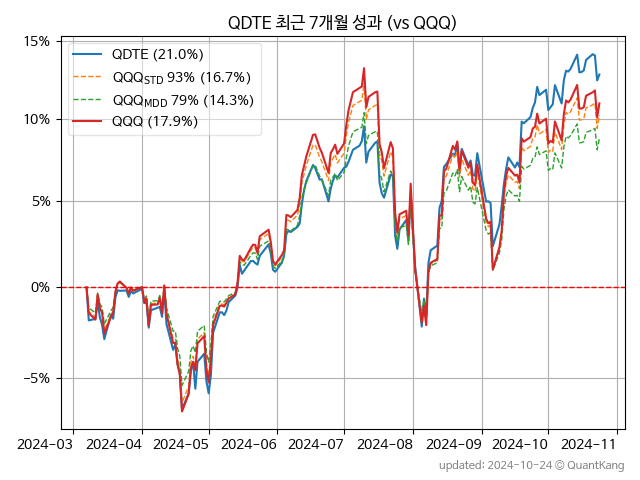 QDTE 최근 7개월 성과 (vs QQQ)
15%
10%
5%
0%
−5%
QDTE (21.0%)
QQQSTD 93% (16.7%)
QQQMDD 79% (14.3%)
QQQ (17.9%)
2024-03 2024-04 2024-05 2024-06 2024-07 2024-08 2024-09 2024-10 2024-11
updated: 2024-10-24 © QuantKang